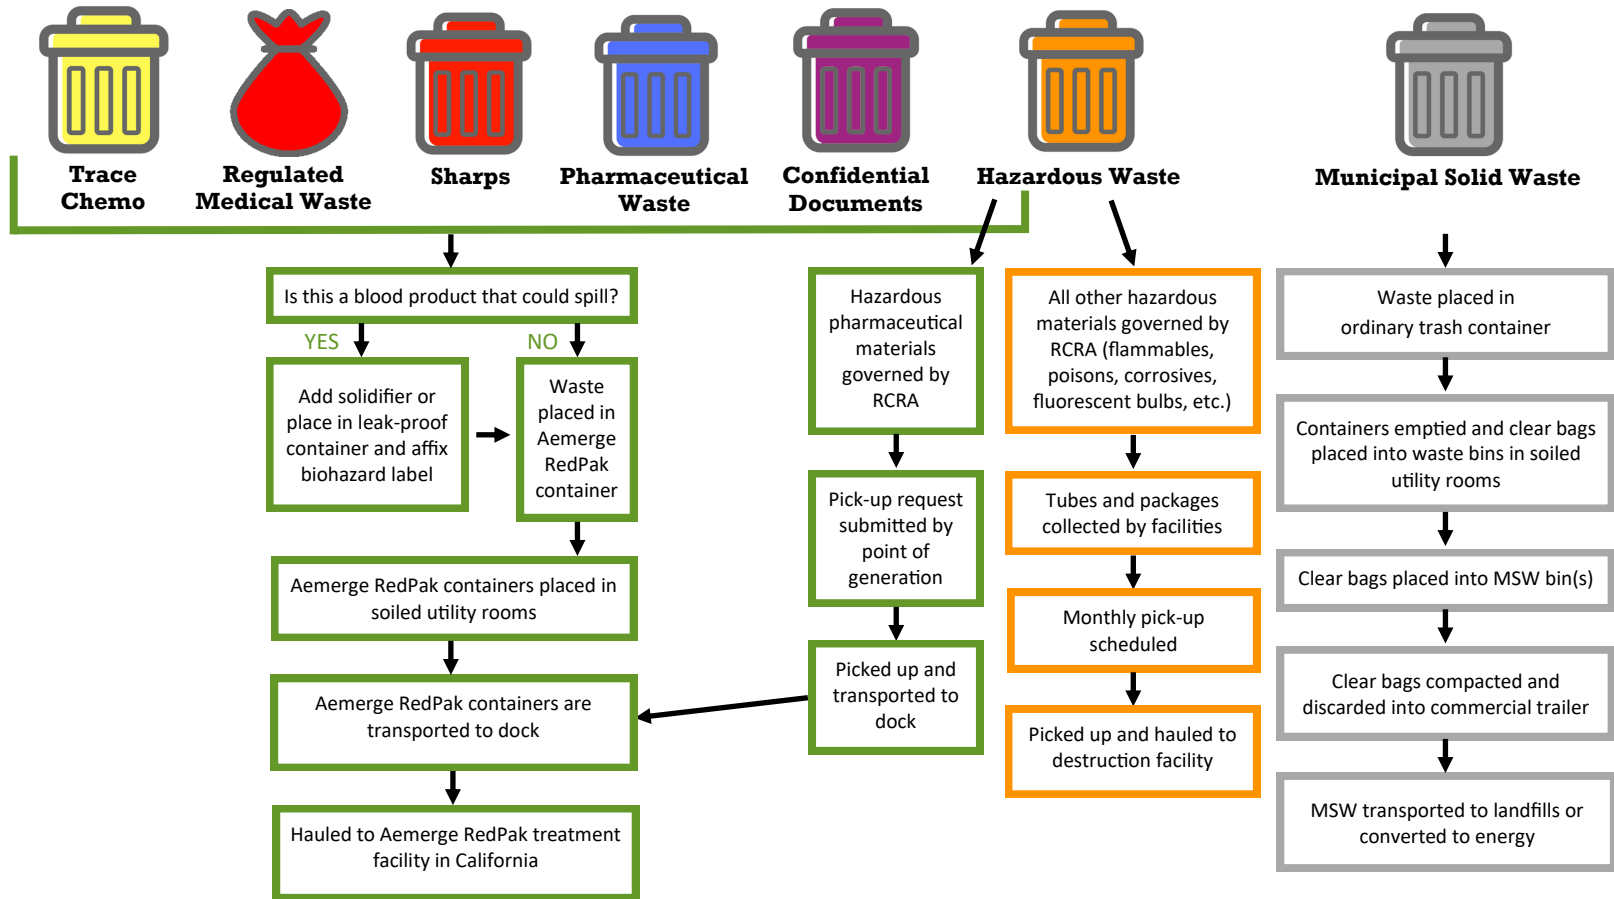 Trace
Chemo
Regulated
Medical Waste
Sharps
Pharmaceutical
Waste
Confidential
Documents
Hazardous Waste
Municipal Solid Waste
Is this a blood product that could spill?
YES
NO
Add solidifier or
place in leak-proof
container and affix
biohazard label
Waste
placed in
Aemerge
RedPak
container
Aemerge RedPak containers placed in
soiled utility rooms
Aemerge RedPak containers are
transported to dock
Hauled to Aemerge RedPak treatment
facility in California
Hazardous
pharmaceutical
materials
governed by
RCRA
Pick-up request
submitted by
point of
generation
Picked up and
transported to
dock
All other hazardous
materials governed by
RCRA (flammables,
poisons, corrosives,
fluorescent bulbs, etc.)
Tubes and packages
collected by facilities
Monthly pick-up
scheduled
Picked up and hauled to
destruction facility
Waste placed in
ordinary trash container
Containers emptied and clear bags
placed into waste bins in soiled
utility rooms
Clear bags placed into MSW bin(s)
Clear bags compacted and
discarded into commercial trailer
MSW transported to landfills or
converted to energy